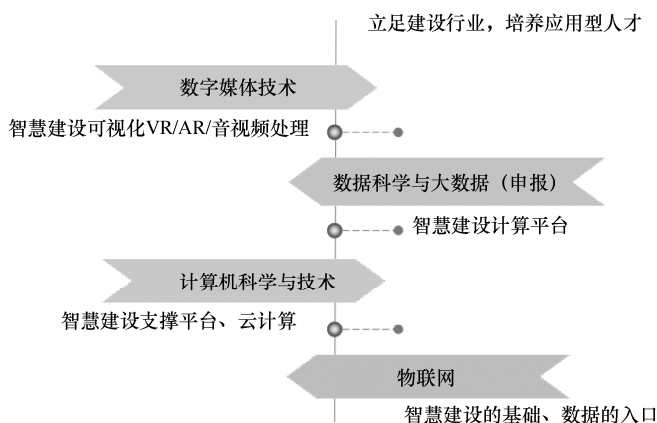 立足建设行业，培养应用型人才
数字媒体技术
智慧建设可视化VR/AR/音视频处理
数据科学与大数据（申报）
智慧建设计算平台
计算机科学与技术
智慧建设支撑平台、云计算
物联网
智慧建设的基础、数据的入口